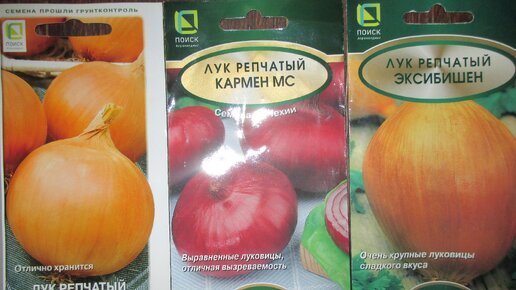 СЕМЕНА ПРОШЛИ ГРУНТКОНТРОЛЬ
ПОИСК
Отлично хранится
ЛУК РЕПЧАТЫЙ
ПОИСК
ЛУК РЕПЧАТЫЙ
КАРМЕН МС
Выравненные луковицы,
отличная вызреваемость
ПОИСК
ЛУК РЕПЧАТЫЙ
ЭКСИБИШЕН
Очень крупные луковицы
сладкого вкуса